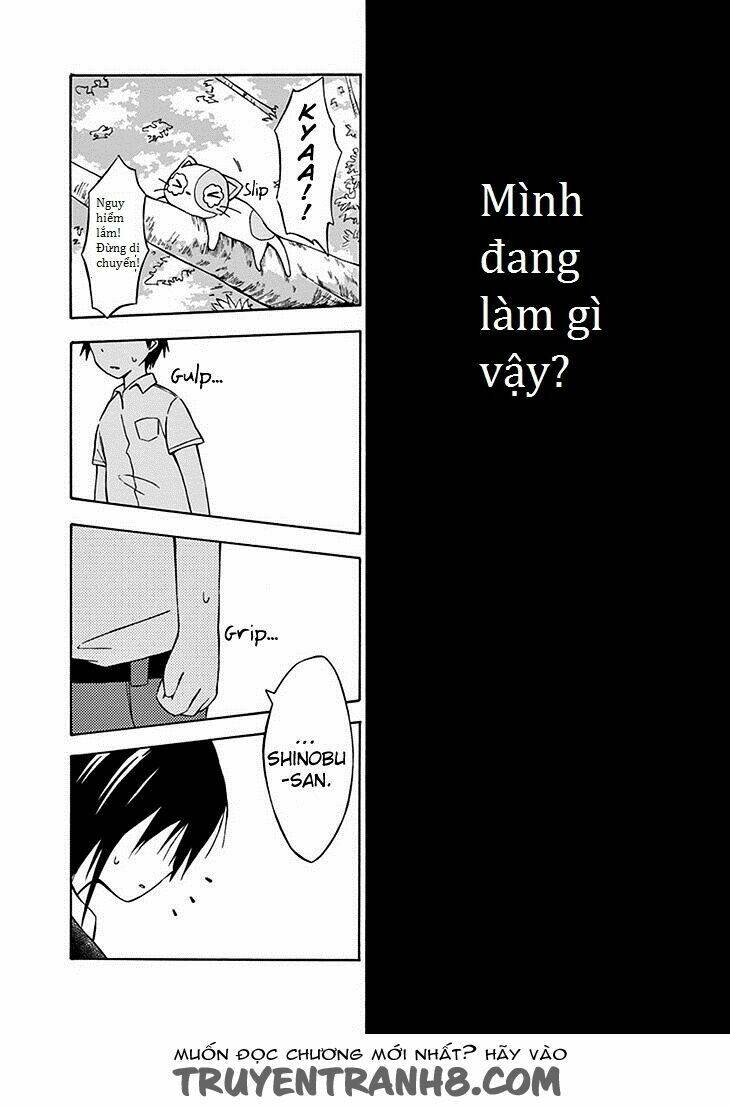 Mình
đang
làm gì
vậy?
KYAA!!
Slip
Nguy
hiểm
lắm!
Đừng di
chuyển!
Gulp...
Grip...
...
SHINOBU
-SAN.
MUỐN ĐỌC CHƯƠNG MỚI NHẤT? HÃY VÀO
TRUYENTRANH8.COM